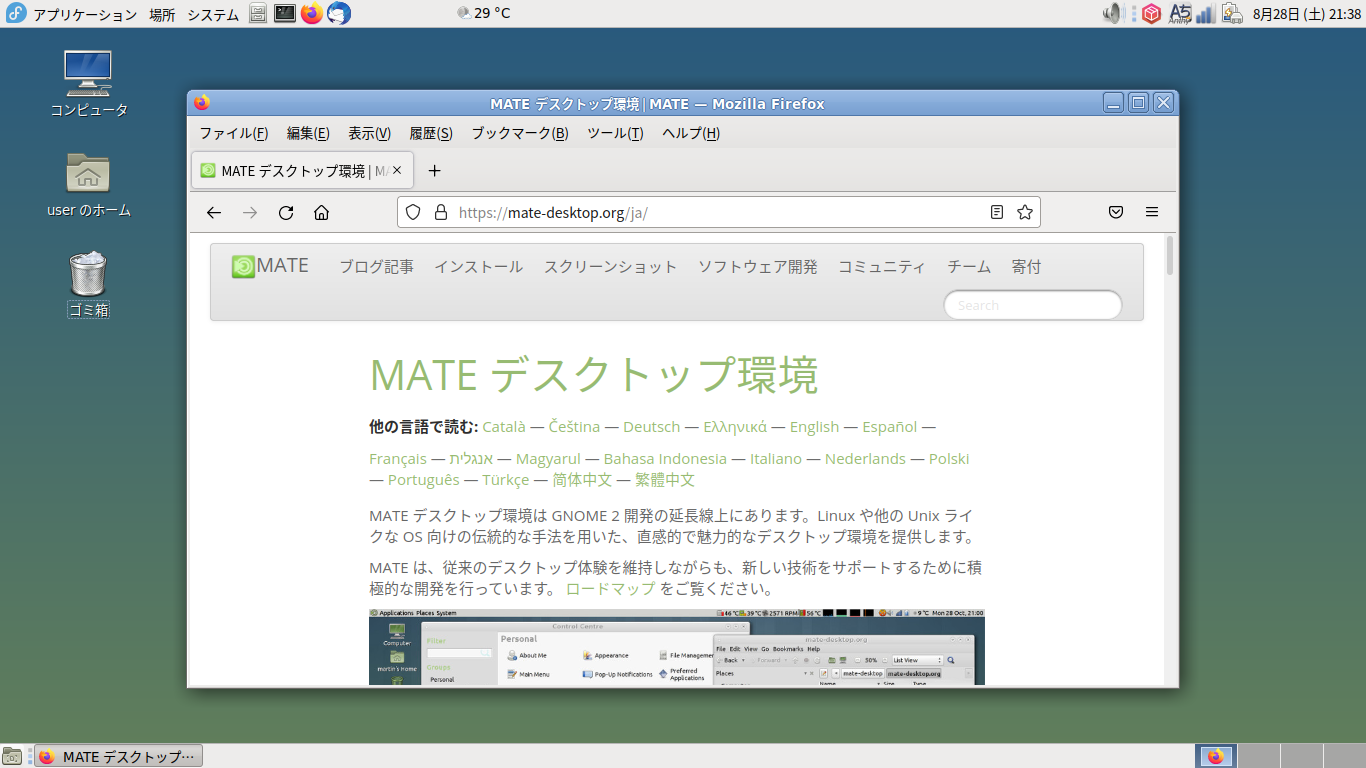 アプリケーション 場所 システム 29 °C 8月28日 (土) 21:38
コンピュータ
user のホーム
ゴミ箱
MATE デスクトップ環境 | MATE — Mozilla Firefox
ファイル(F) 編集(E) 表示(V) 履歴(S) ブックマーク(B) ツール(T) ヘルプ(H)
MATE デスクトップ環境 | MA
https://mate-desktop.org/ja/
MATE ブログ記事 インストール スクリーンショット ソフトウェア開発 コミュニティ チーム 寄付
Search
MATE デスクトップ環境
他の言語で読む: Català — Čeština — Deutsch — Ελληνικά — English — Español —
Français — אנגלית — Magyarul — Bahasa Indonesia — Italiano — Nederlands — Polski
— Português — Türkçe — 简体中文 — 繁體中文
MATE デスクトップ環境は GNOME 2 開発の延長線上にあります。Linux や他の Unix ライ
クな OS 向けの伝統的な手法を用いた、直感的で魅力的なデスクトップ環境を提供します。
MATE は、従来のデスクトップ体験を維持しながらも、新しい技術をサポートするために積
極的な開発を行っています。 ロードマップ をご覧ください。
Applications Places System 46 °C 39 °C 2571 RPM 56 °C 9 °C Mon 28 Oct, 21:00
Control Centre
Computer
Filter
Personal
mate-desktop.org
File Edit View Go Bookmarks Help
About Me Appearance File Management
Back Forward 50% List View
martin's Home
Groups
Personal
Main Menu Pop-Up Notifications Preferred Applications
Places mate-desktop mate-desktop.org
Name Size Type
MATE デスクトップ…